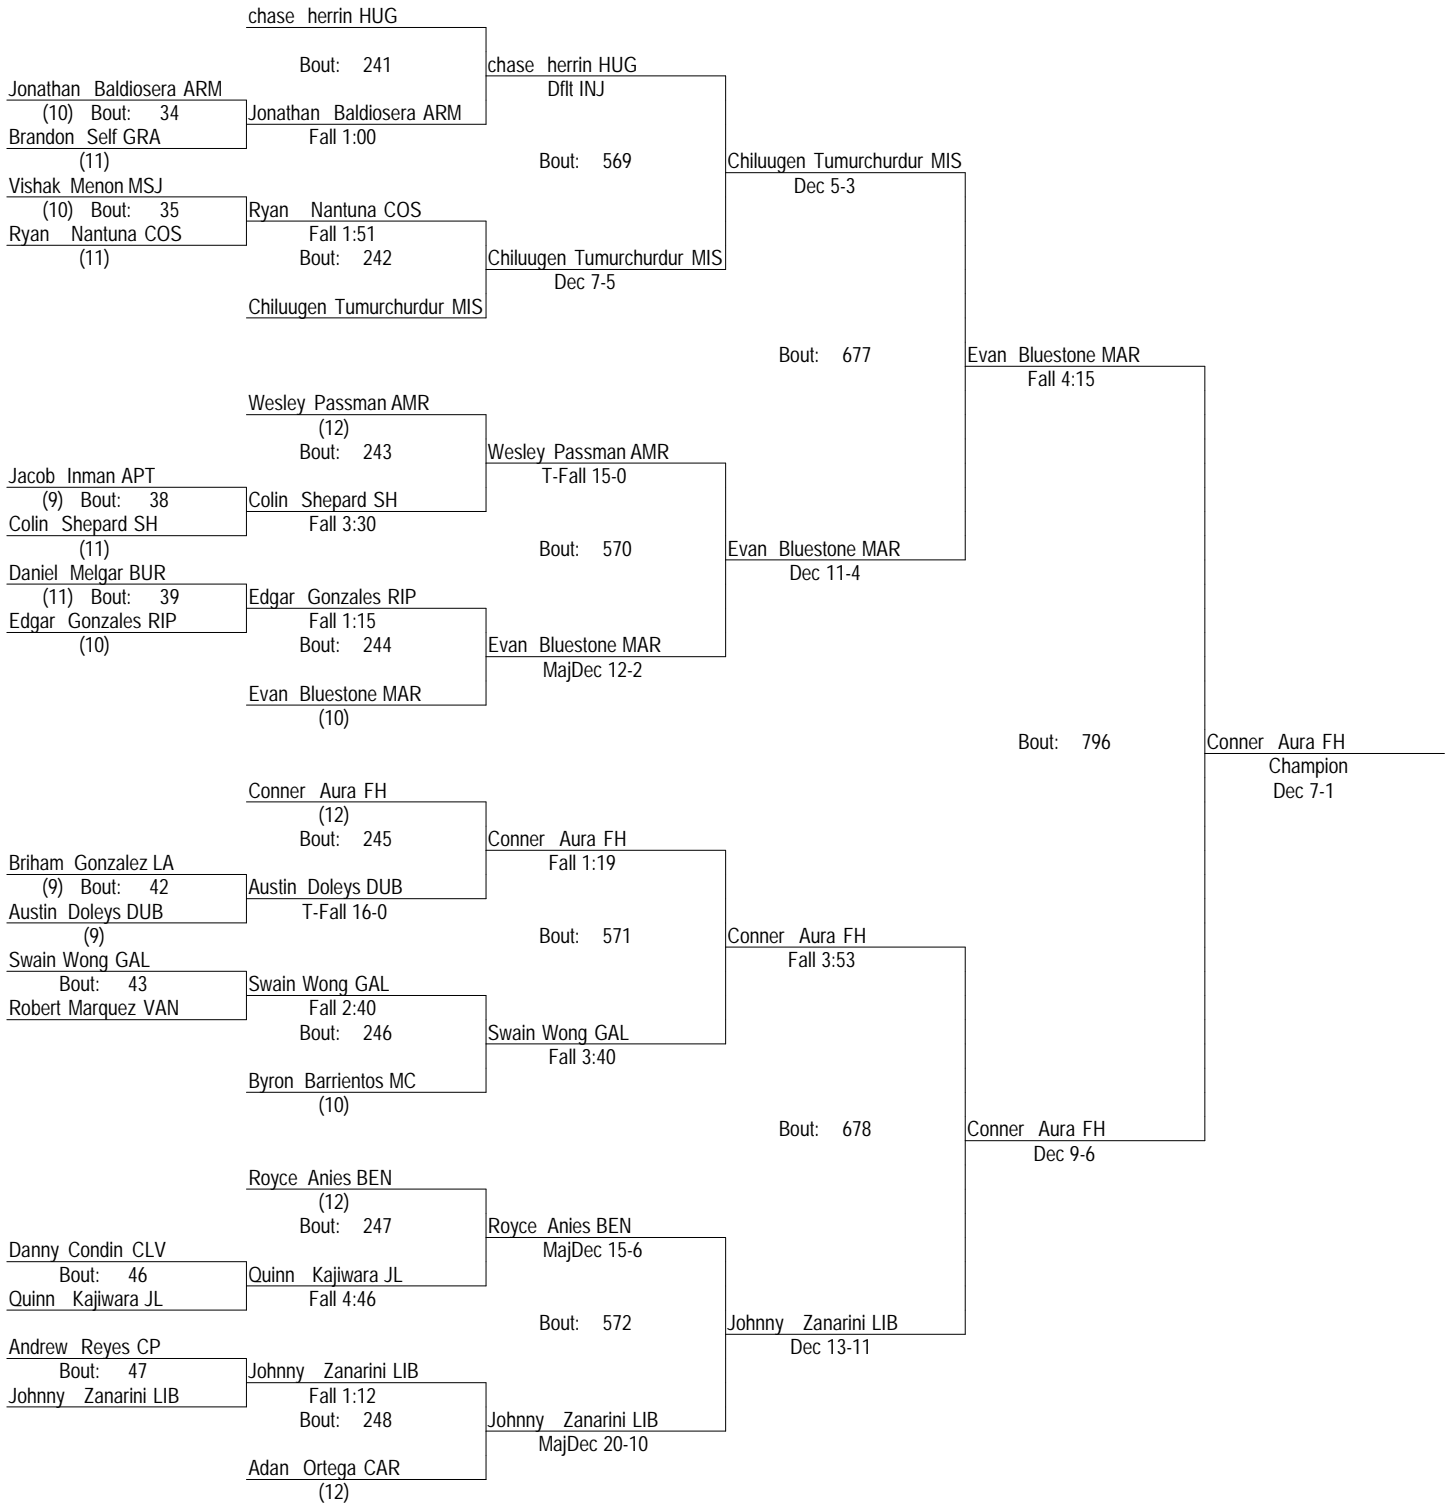 chase herrin HUG
Bout: 241
chase herrin HUG
Dflt INJ
Jonathan Baldiosera ARM
(10) Bout: 34
Jonathan Baldiosera ARM
Brandon Self GRA
Fall 1:00
(11)
Bout: 569
Chiluugen Tumurchurdur MIS
Dec 5-3
Vishak Menon MSJ
(10) Bout: 35
Ryan Nantuna COS
Ryan Nantuna COS
Fall 1:51
(11)
Bout: 242
Chiluugen Tumurchurdur MIS
Dec 7-5
Chiluugen Tumurchurdur MIS
Bout: 677
Evan Bluestone MAR
Fall 4:15
Wesley Passman AMR
(12)
Bout: 243
Wesley Passman AMR
T-Fall 15-0
Jacob Inman APT
(9) Bout: 38
Colin Shepard SH
Colin Shepard SH
Fall 3:30
(11)
Bout: 570
Evan Bluestone MAR
Dec 11-4
Daniel Melgar BUR
(11) Bout: 39
Edgar Gonzales RIP
Edgar Gonzales RIP
Fall 1:15
(10)
Bout: 244
Evan Bluestone MAR
MajDec 12-2
Evan Bluestone MAR
(10)
Bout: 796
Conner Aura FH
Champion
Dec 7-1
Conner Aura FH
(12)
Bout: 245
Conner Aura FH
Fall 1:19
Briham Gonzalez LA
(9) Bout: 42
Austin Doleys DUB
Austin Doleys DUB
T-Fall 16-0
(9)
Bout: 571
Conner Aura FH
Fall 3:53
Swain Wong GAL
Bout: 43
Swain Wong GAL
Robert Marquez VAN
Fall 2:40
Bout: 246
Swain Wong GAL
Fall 3:40
Byron Barrientos MC
(10)
Bout: 678
Conner Aura FH
Dec 9-6
Royce Anies BEN
(12)
Bout: 247
Royce Anies BEN
MajDec 15-6
Danny Condin CLV
Bout: 46
Quinn Kajiwara JL
Quinn Kajiwara JL
Fall 4:46
Bout: 572
Johnny Zanarini LIB
Dec 13-11
Andrew Reyes CP
Bout: 47
Johnny Zanarini LIB
Johnny Zanarini LIB
Fall 1:12
Bout: 248
Johnny Zanarini LIB
MajDec 20-10
Adan Ortega CAR
(12)